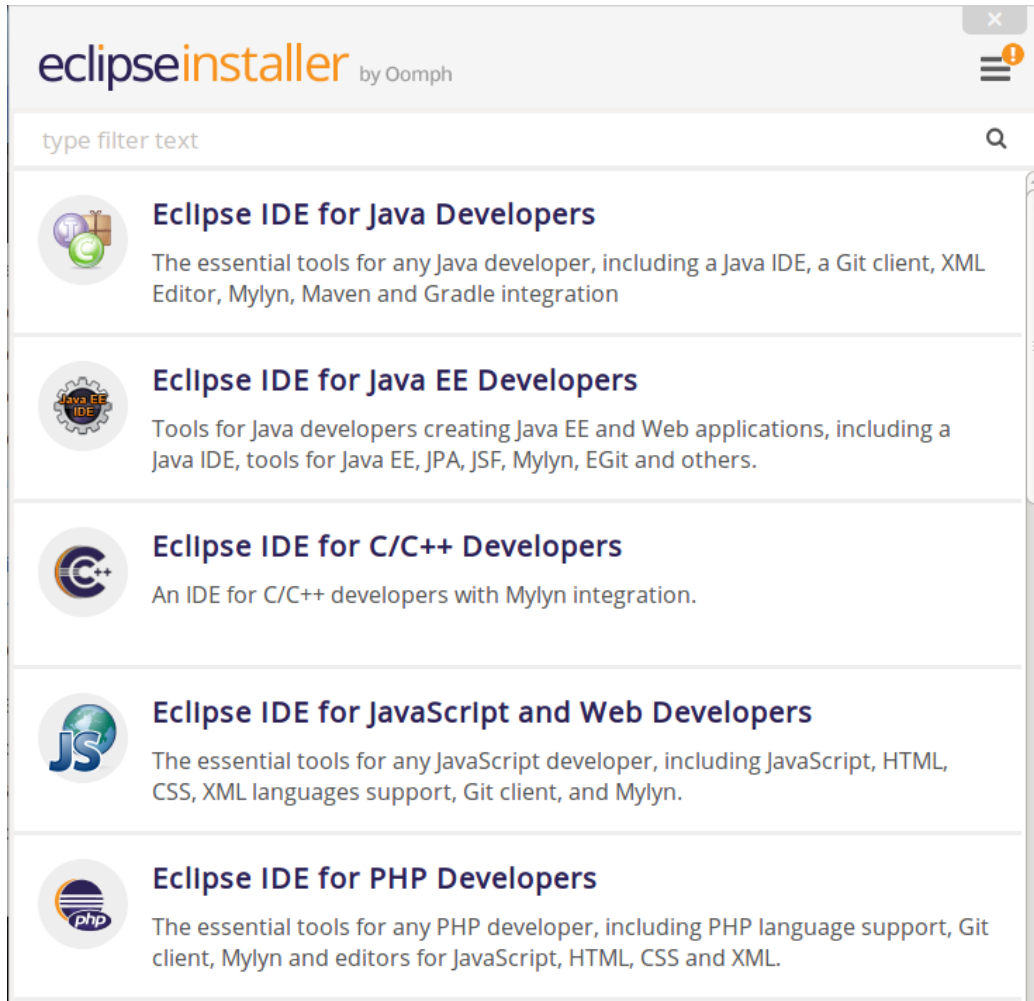 eclipseinstaller by Oomph
type filter text
Eclipse IDE for Java Developers
The essential tools for any Java developer, including a Java IDE, a Git client, XML
Editor, Mylyn, Maven and Gradle integration
Java EE
IDE
Eclipse IDE for Java EE Developers
Tools for Java developers creating Java EE and Web applications, including a
Java IDE, tools for Java EE, JPA, JSF, Mylyn, EGit and others.
C++
Eclipse IDE for C/C++ Developers
An IDE for C/C++ developers with Mylyn integration.
JS
Eclipse IDE for JavaScript and Web Developers
The essential tools for any JavaScript developer, including JavaScript, HTML,
CSS, XML languages support, Git client, and Mylyn.
php
Eclipse IDE for PHP Developers
The essential tools for any PHP developer, including PHP language support, Git
client, Mylyn and editors for JavaScript, HTML, CSS and XML.